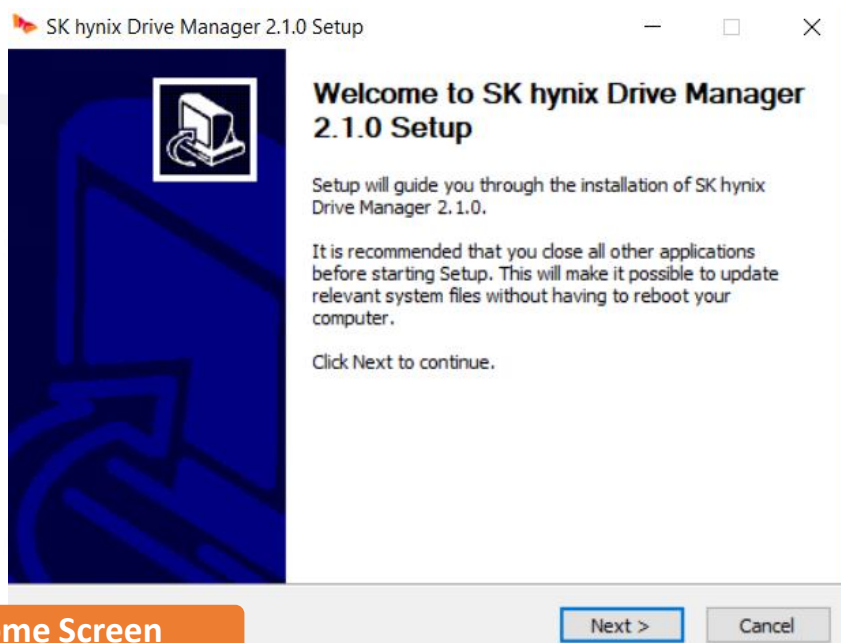 SK hynix Drive Manager 2.1.0 Setup
Welcome to SK hynix Drive Manager
2.1.0 Setup
Setup will guide you through the installation of SK hynix
Drive Manager 2.1.0.
It is recommended that you close all other applications
before starting Setup. This will make it possible to update
relevant system files without having to reboot your
computer.
Click Next to continue.
Next >
Cancel
me Screen